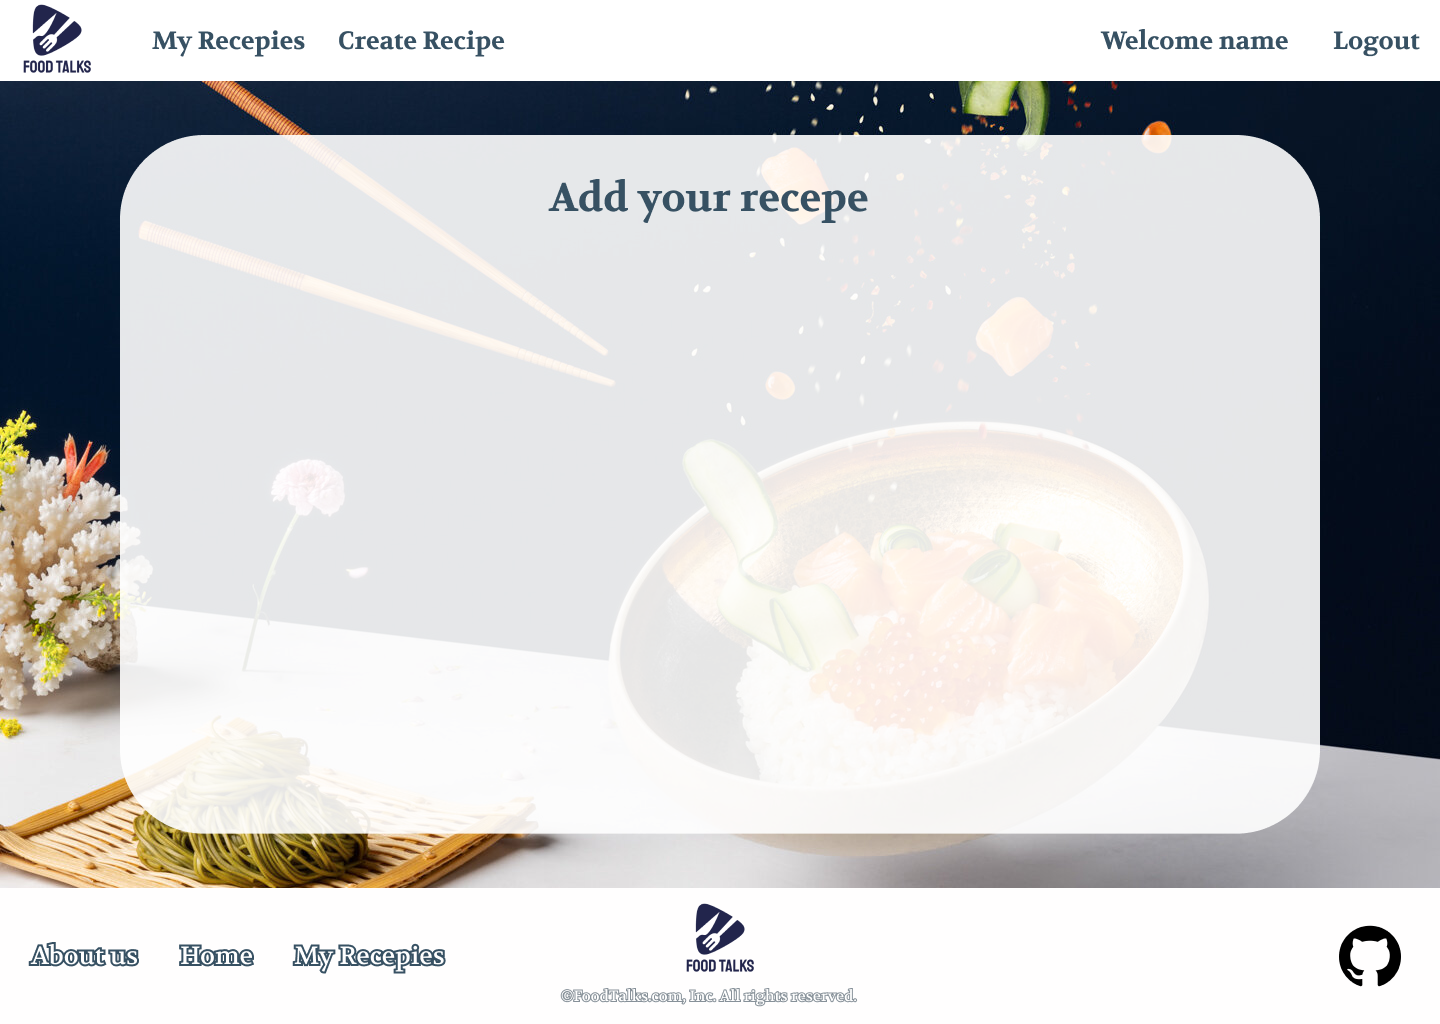 FOOD TALKS
My Recepies
Create Recipe
Welcome name
Logout
Add your recepe
About us
Home
My Recepies
FOOD TALKS
©FoodTalks.com, Inc. All rights reserved.